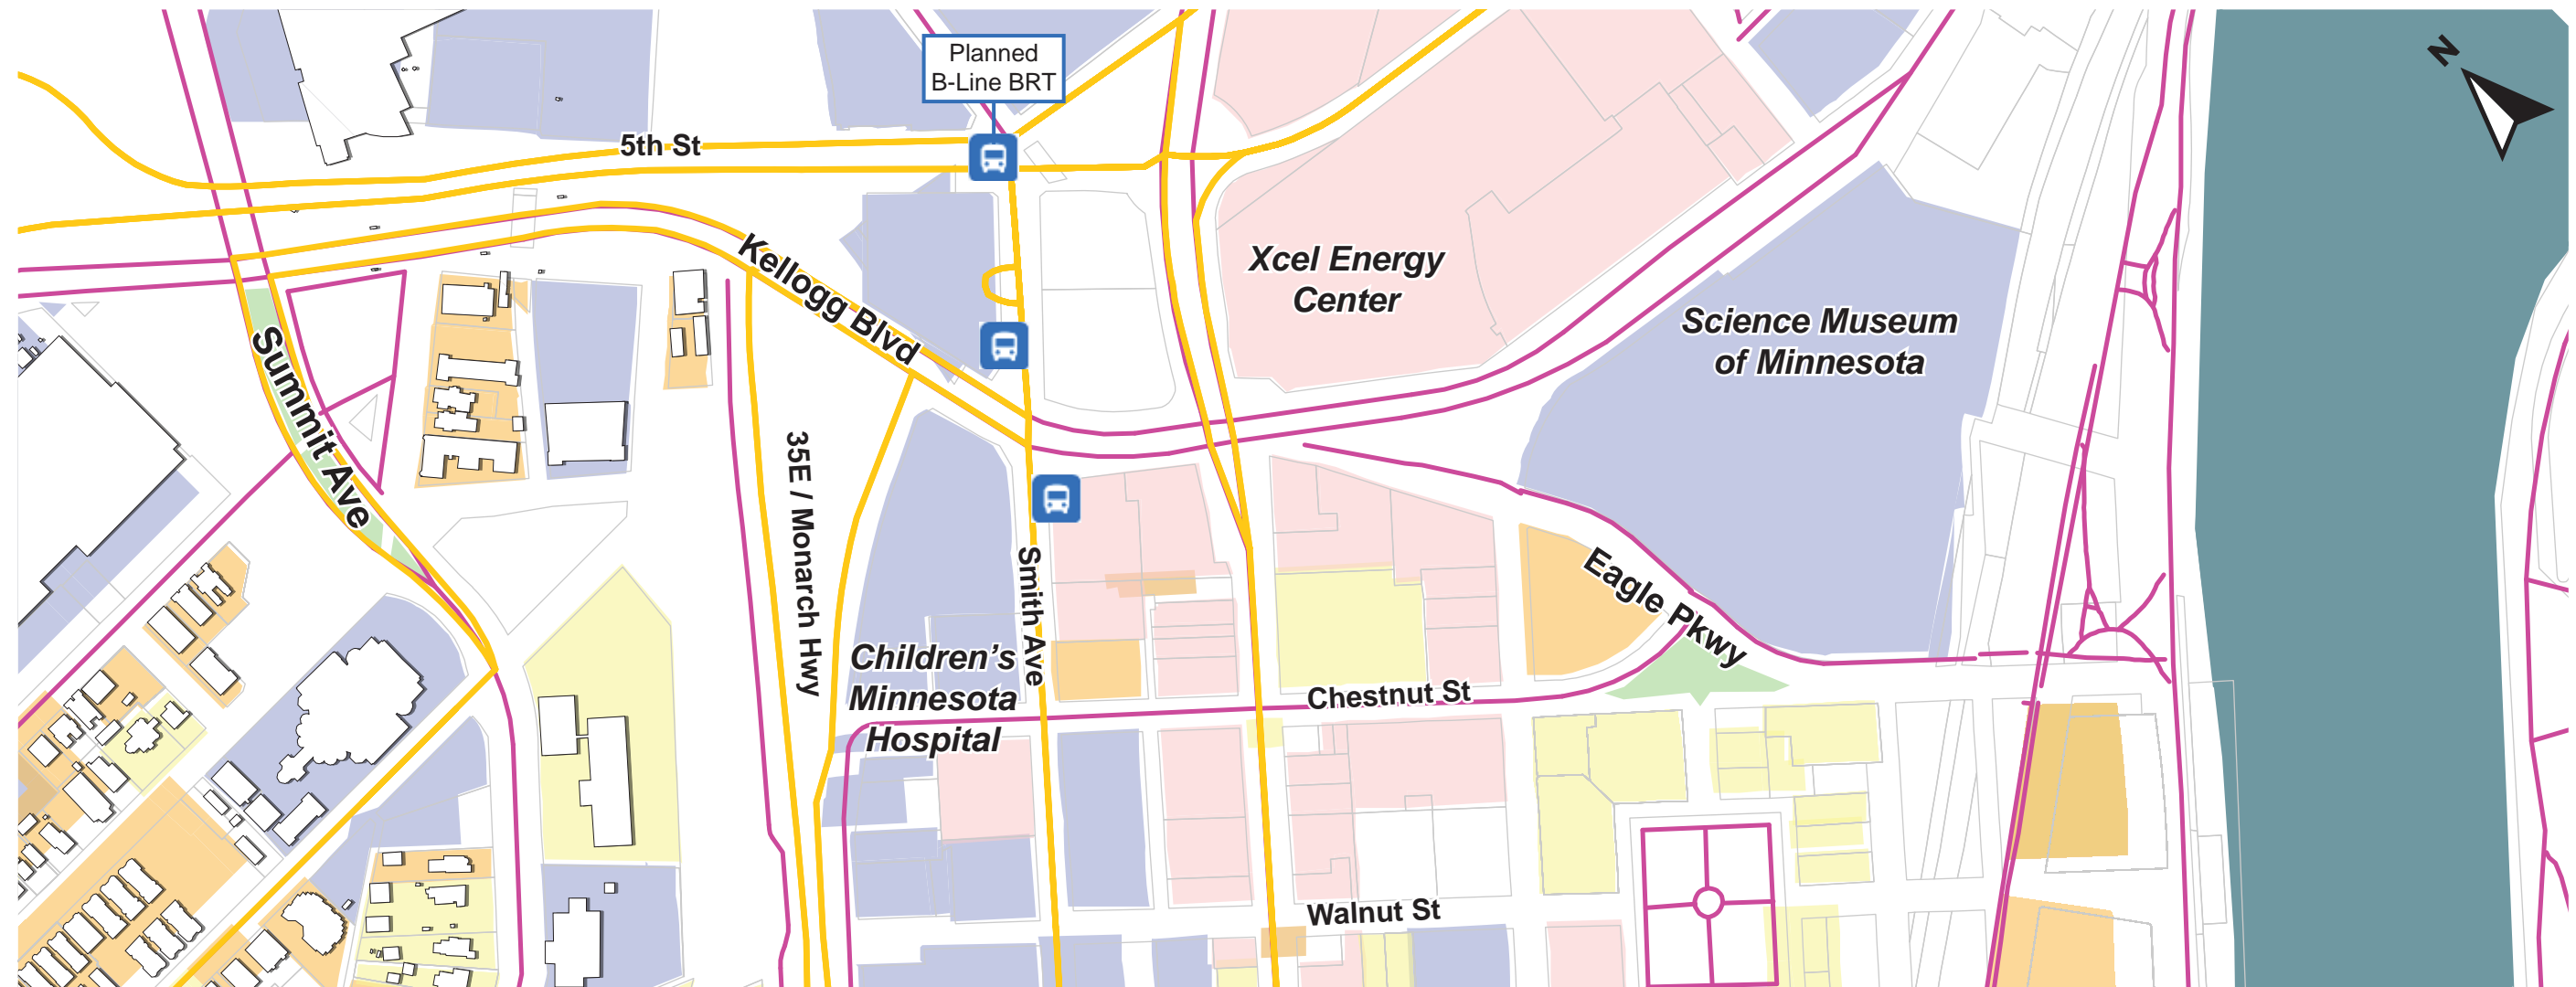 N
Planned
B-Line BRT
5th St
Kellogg Blvd
Xcel Energy
Center
Science Museum
of Minnesota
Summit Ave
35E / Monarch Hwy
Smith Ave
Eagle Pkwy
Children's
Minnesota
Hospital
Chestnut St
Walnut St